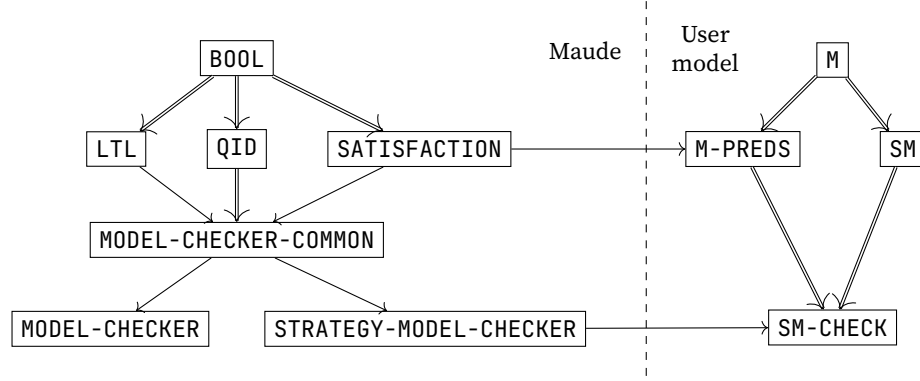 Maude
User
model
BOOL
M
LTL
QID
SATISFACTION
M-PREDS
SM
MODEL-CHECKER-COMMON
MODEL-CHECKER
STRATEGY-MODEL-CHECKER
SM-CHECK